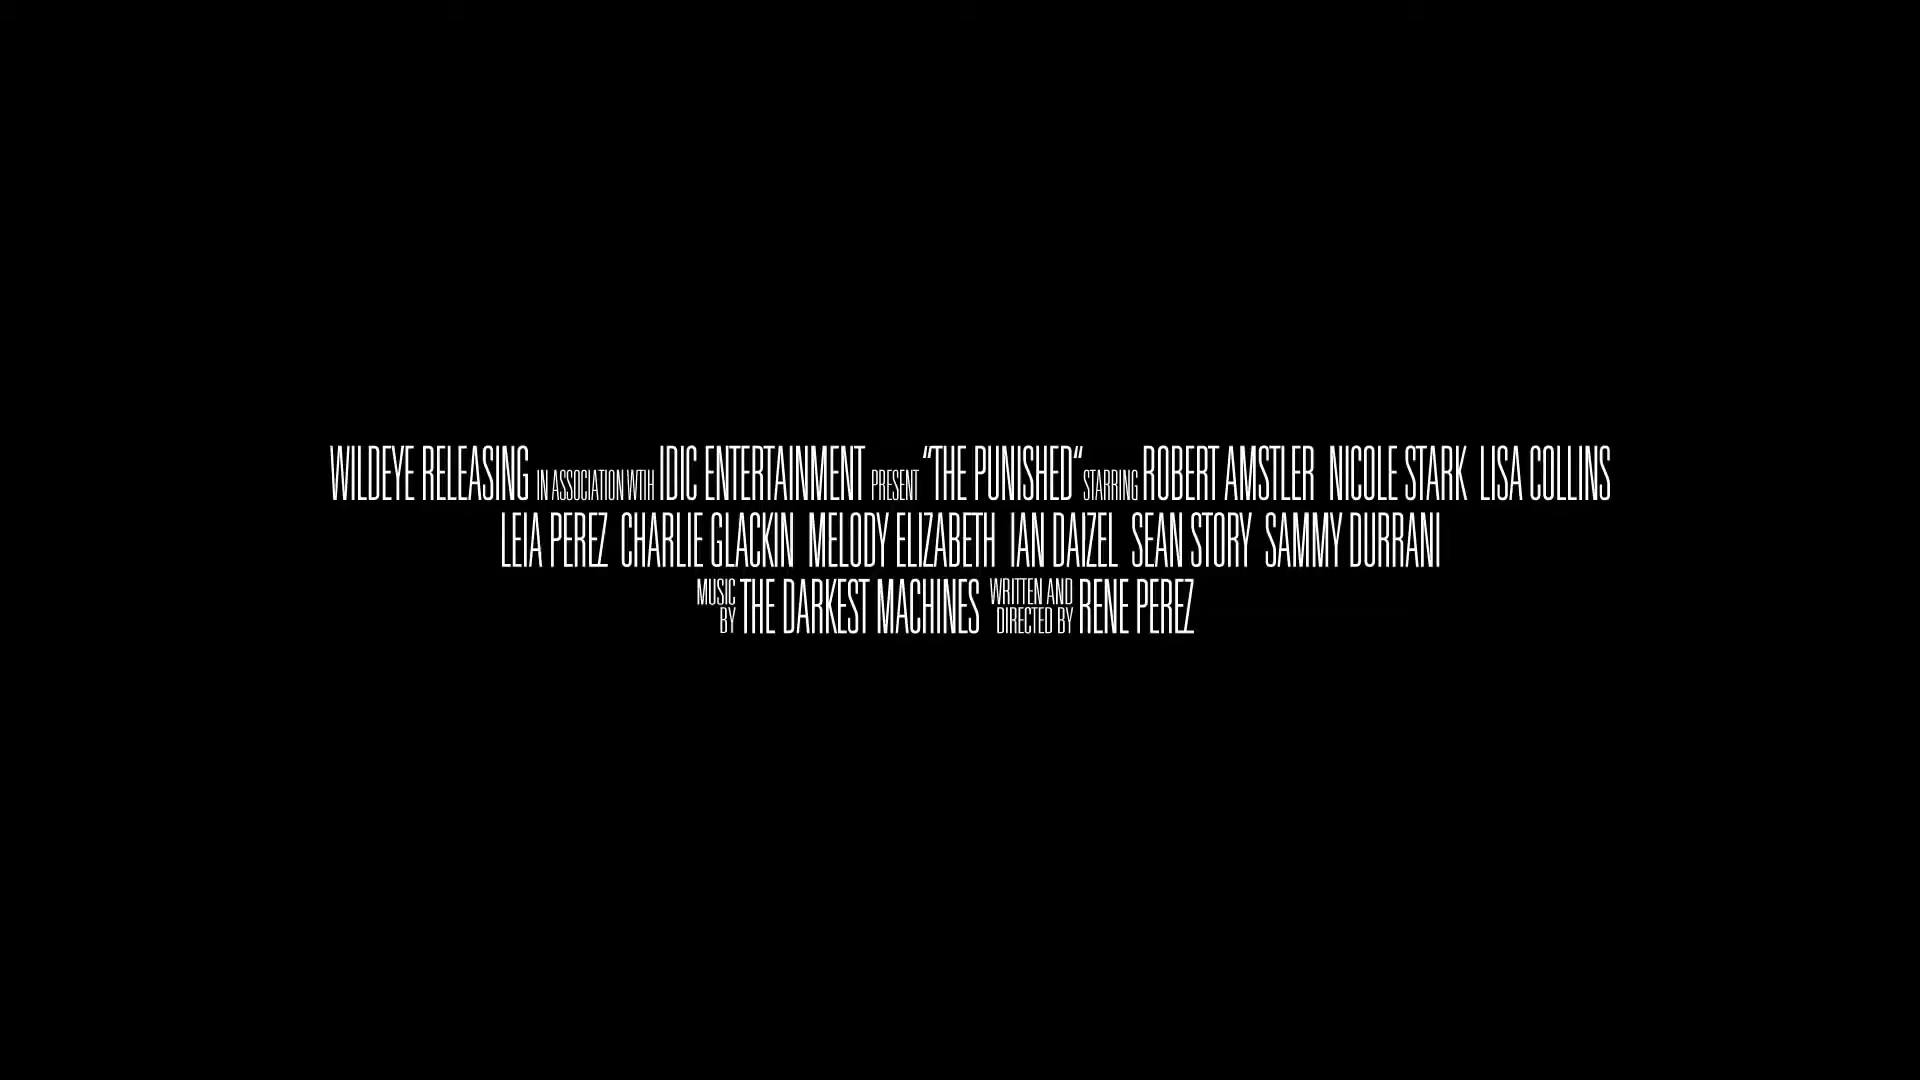 WILDEYE RELEASING IN ASSOCIATION WTH IDIC ENTERTAINMENT PRESENT "THE PUNISHED" STARRING ROBERT AMSTLER NICOLE STARK LISA COLLINS
LEIA PEREZ CHARLIE GLACKIN MELODY ELIZABETH IAN DAIZEL SEAN STORY SAMMY DURRANI
MUSIC BY THE DARKEST MACHINES WRITTEN AND DIRECTED BY RENE PEREZ